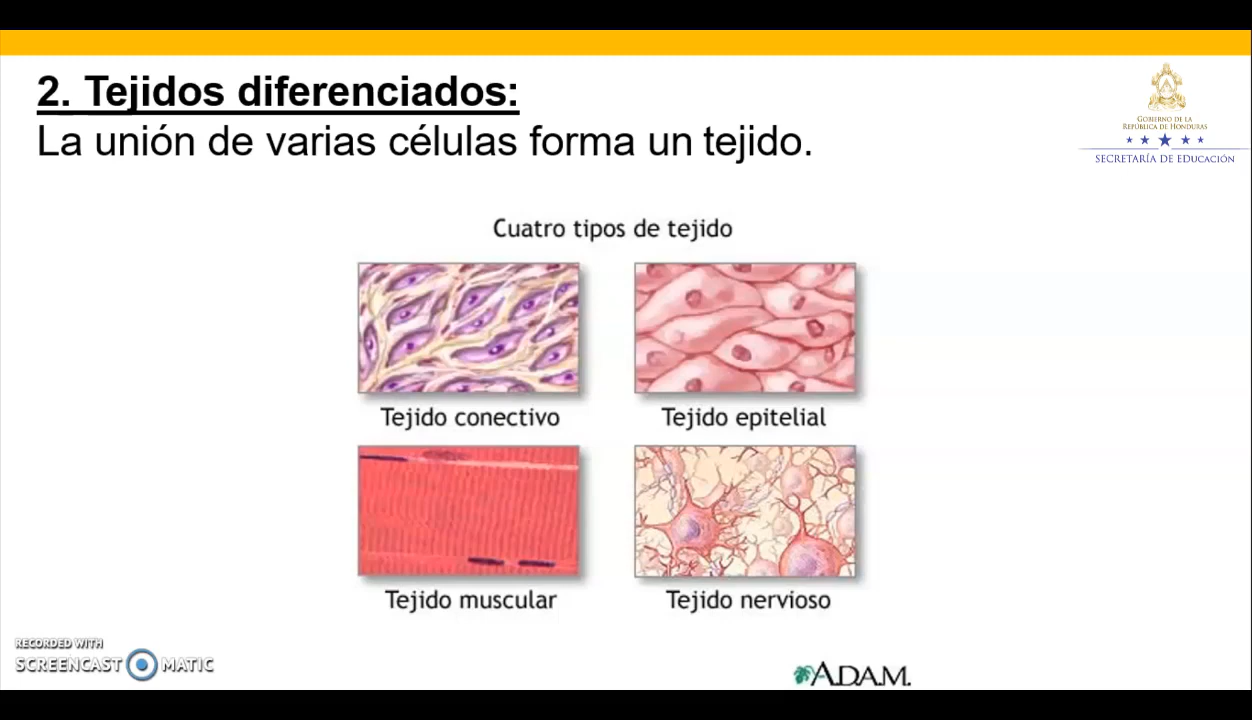 2. Tejidos diferenciados:
La unión de varias células forma un tejido.
GOBIERNO DE LA
REPÚBLICA DE HONDURAS
SECRETARÍA DE EDUCACIÓN
Cuatro tipos de tejido
Tejido conectivo
Tejido epitelial
Tejido muscular
Tejido nervioso
RECORDED WITH
SCREENCAST MATIC
A.D.A.M.